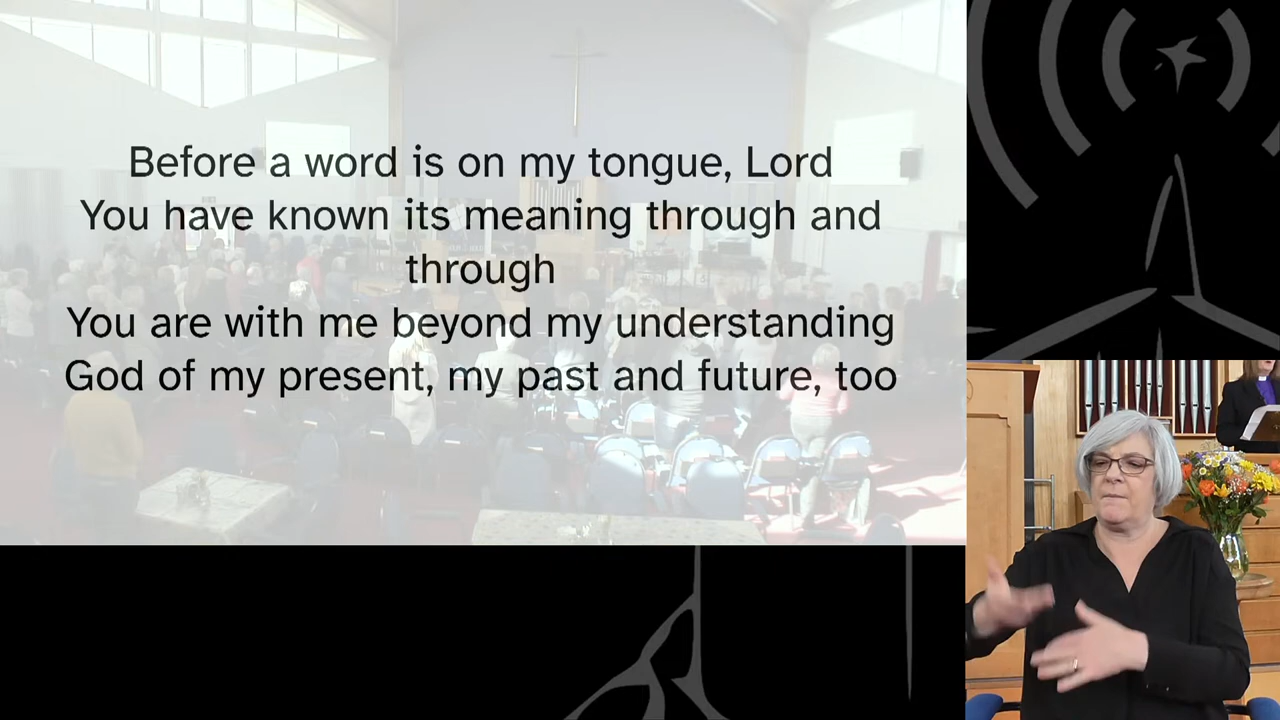 Before a word is on my tongue, Lord
You have known its meaning through and
through
You are with me beyond my understanding
God of my present, my past and future, too